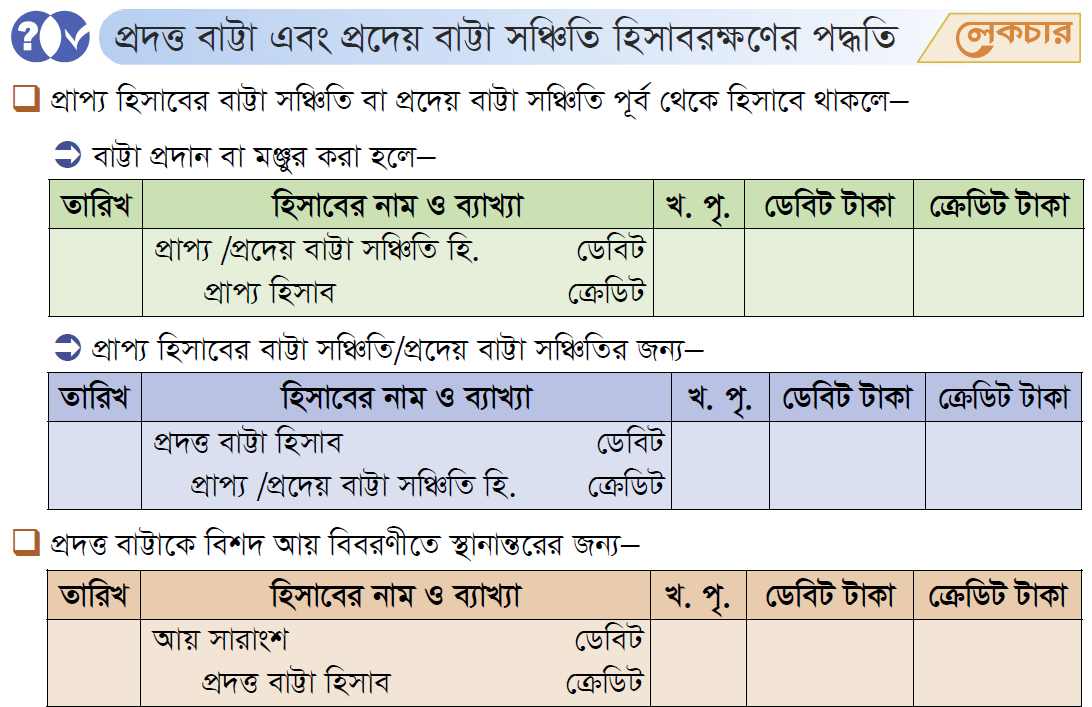 প্রদত্ত বাট্টা এবং প্রদেয় বাট্টা সঞ্চিতি হিসাবরক্ষণের পদ্ধতি লেকচার
প্রাপ্য হিসাবের বাট্টা সঞ্চিতি বা প্রদেয় বাট্টা সঞ্চিতি পূর্ব থেকে হিসাবে থাকলে–
বাট্টা প্রদান বা মঞ্জুর করা হলে–
তারিখ হিসাবের নাম ও ব্যাখ্যা খ. পৃ. ডেবিট টাকা ক্রেডিট টাকা
প্রাপ্য /প্রদেয় বাট্টা সঞ্চিতি হি. ডেবিট
প্রাপ্য হিসাব ক্রেডিট
প্রাপ্য হিসাবের বাট্টা সঞ্চিতি/প্রদেয় বাট্টা সঞ্চিতির জন্য–
তারিখ হিসাবের নাম ও ব্যাখ্যা খ. পৃ. ডেবিট টাকা ক্রেডিট টাকা
প্রদত্ত বাট্টা হিসাব ডেবিট
প্রাপ্য /প্রদেয় বাট্টা সঞ্চিতি হি. ক্রেডিট
প্রদত্ত বাট্টাকে বিশদ আয় বিবরণীতে স্থানান্তরের জন্য–
তারিখ হিসাবের নাম ও ব্যাখ্যা খ. পৃ. ডেবিট টাকা ক্রেডিট টাকা
আয় সারাংশ ডেবিট
প্রদত্ত বাট্টা হিসাব ক্রেডিট